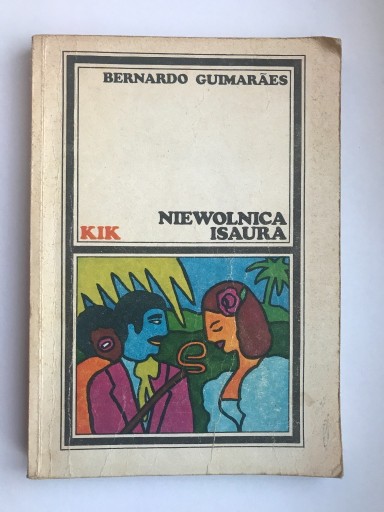 BERNARDO GUIMARÃES
NIEWOLNICA
KIK ISAURA